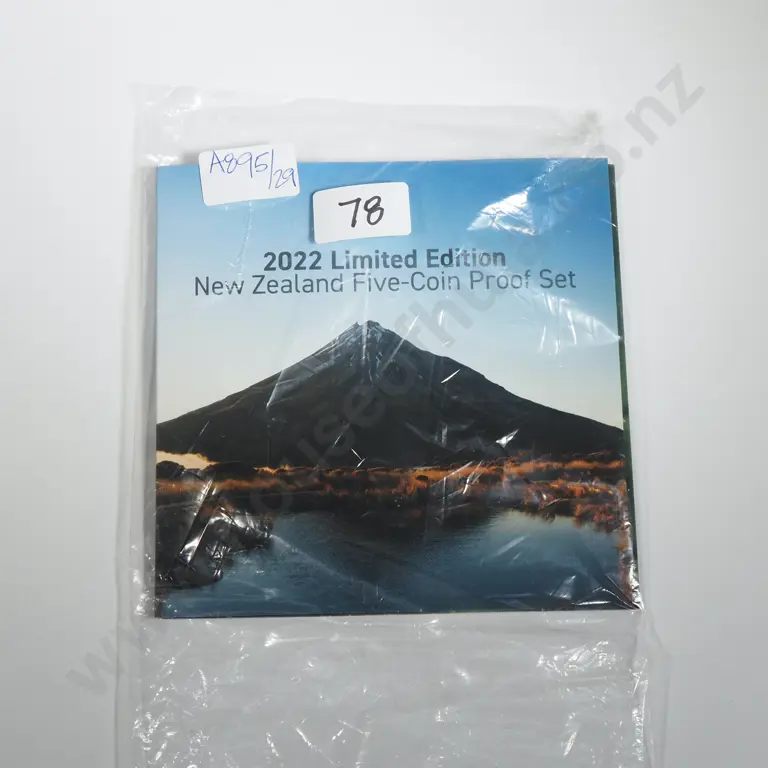 A895/29
78
2022 Limited Edition
New Zealand Five-Coin Proof Set